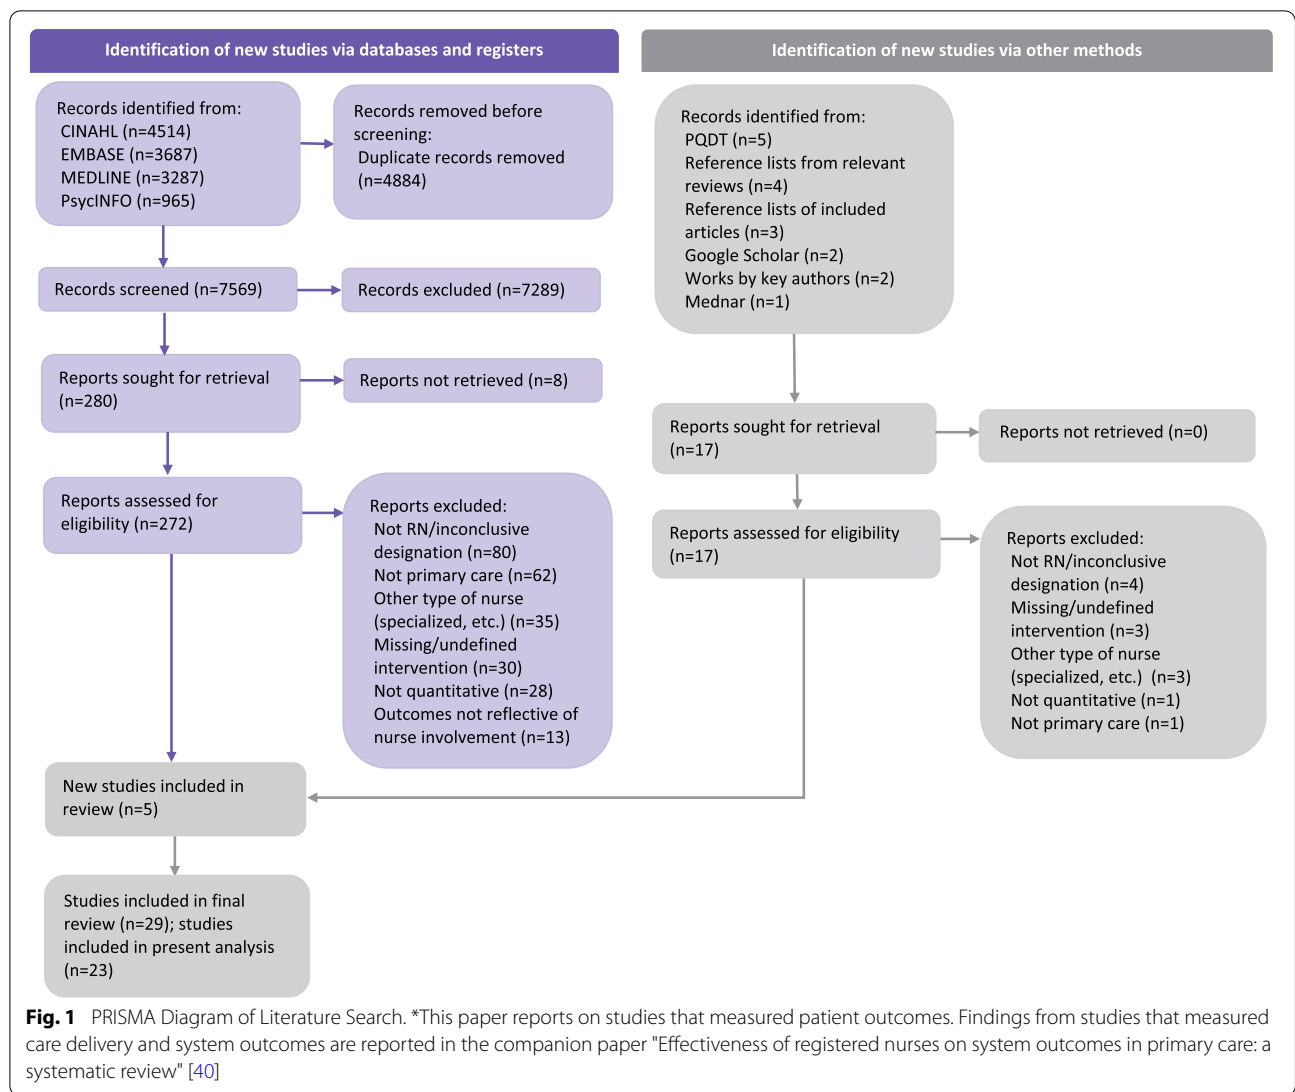 Identification of new studies via databases and registers
Records identified from:
CINAHL (n=4514)
EMBASE (n=3687)
MEDLINE (n=3287)
PsycINFO (n=965)
Records removed before
screening:
Duplicate records removed
(n=4884)
Records screened (n=7569)
Records excluded (n=7289)
Reports sought for retrieval
(n=280)
Reports not retrieved (n=8)
Reports assessed for
eligibility (n=272)
Reports excluded:
Not RN/inconclusive
designation (n=80)
Not primary care (n=62)
Other type of nurse
(specialized, etc.) (n=35)
Missing/undefined
intervention (n=30)
Not quantitative (n=28)
Outcomes not reflective of
nurse involvement (n=13)
Identification of new studies via other methods
Records identified from:
PQDT (n=5)
Reference lists from relevant
reviews (n=4)
Reference lists of included
articles (n=3)
Google Scholar (n=2)
Works by key authors (n=2)
Mednar (n=1)
Reports sought for retrieval
(n=17)
Reports not retrieved (n=0)
Reports assessed for eligibility
(n=17)
Reports excluded:
Not RN/inconclusive
designation (n=4)
Missing/undefined
intervention (n=3)
Other type of nurse
(specialized, etc.) (n=3)
Not quantitative (n=1)
Not primary care (n=1)
New studies included in
review (n=5)
Studies included in final
review (n=29); studies
included in present analysis
(n=23)
Fig. 1 PRISMA Diagram of Literature Search. *This paper reports on studies that measured patient outcomes. Findings from studies that measured
care delivery and system outcomes are reported in the companion paper "Effectiveness of registered nurses on system outcomes in primary care: a
systematic review" [40]